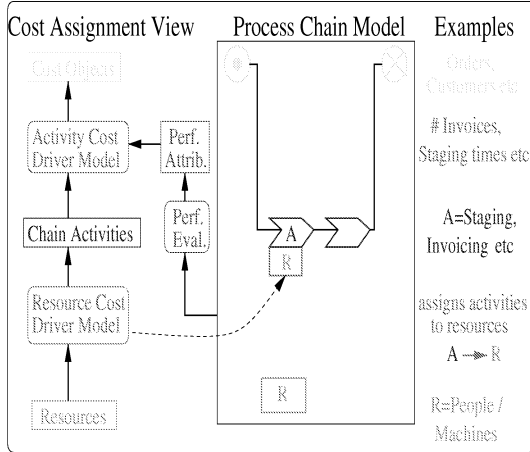 Cost Assignment View
Process Chain Model
Examples
Cost Objects
Orders,
Customers etc
Activity Cost
Driver Model
Perf.
Attrib.
# Invoices,
Staging times etc
Chain Activities
Perf.
Eval.
A
R
A=Staging,
Invoicing etc
Resource Cost
Driver Model
assigns activities
to resources
A R
Resources
R
R=People /
Machines